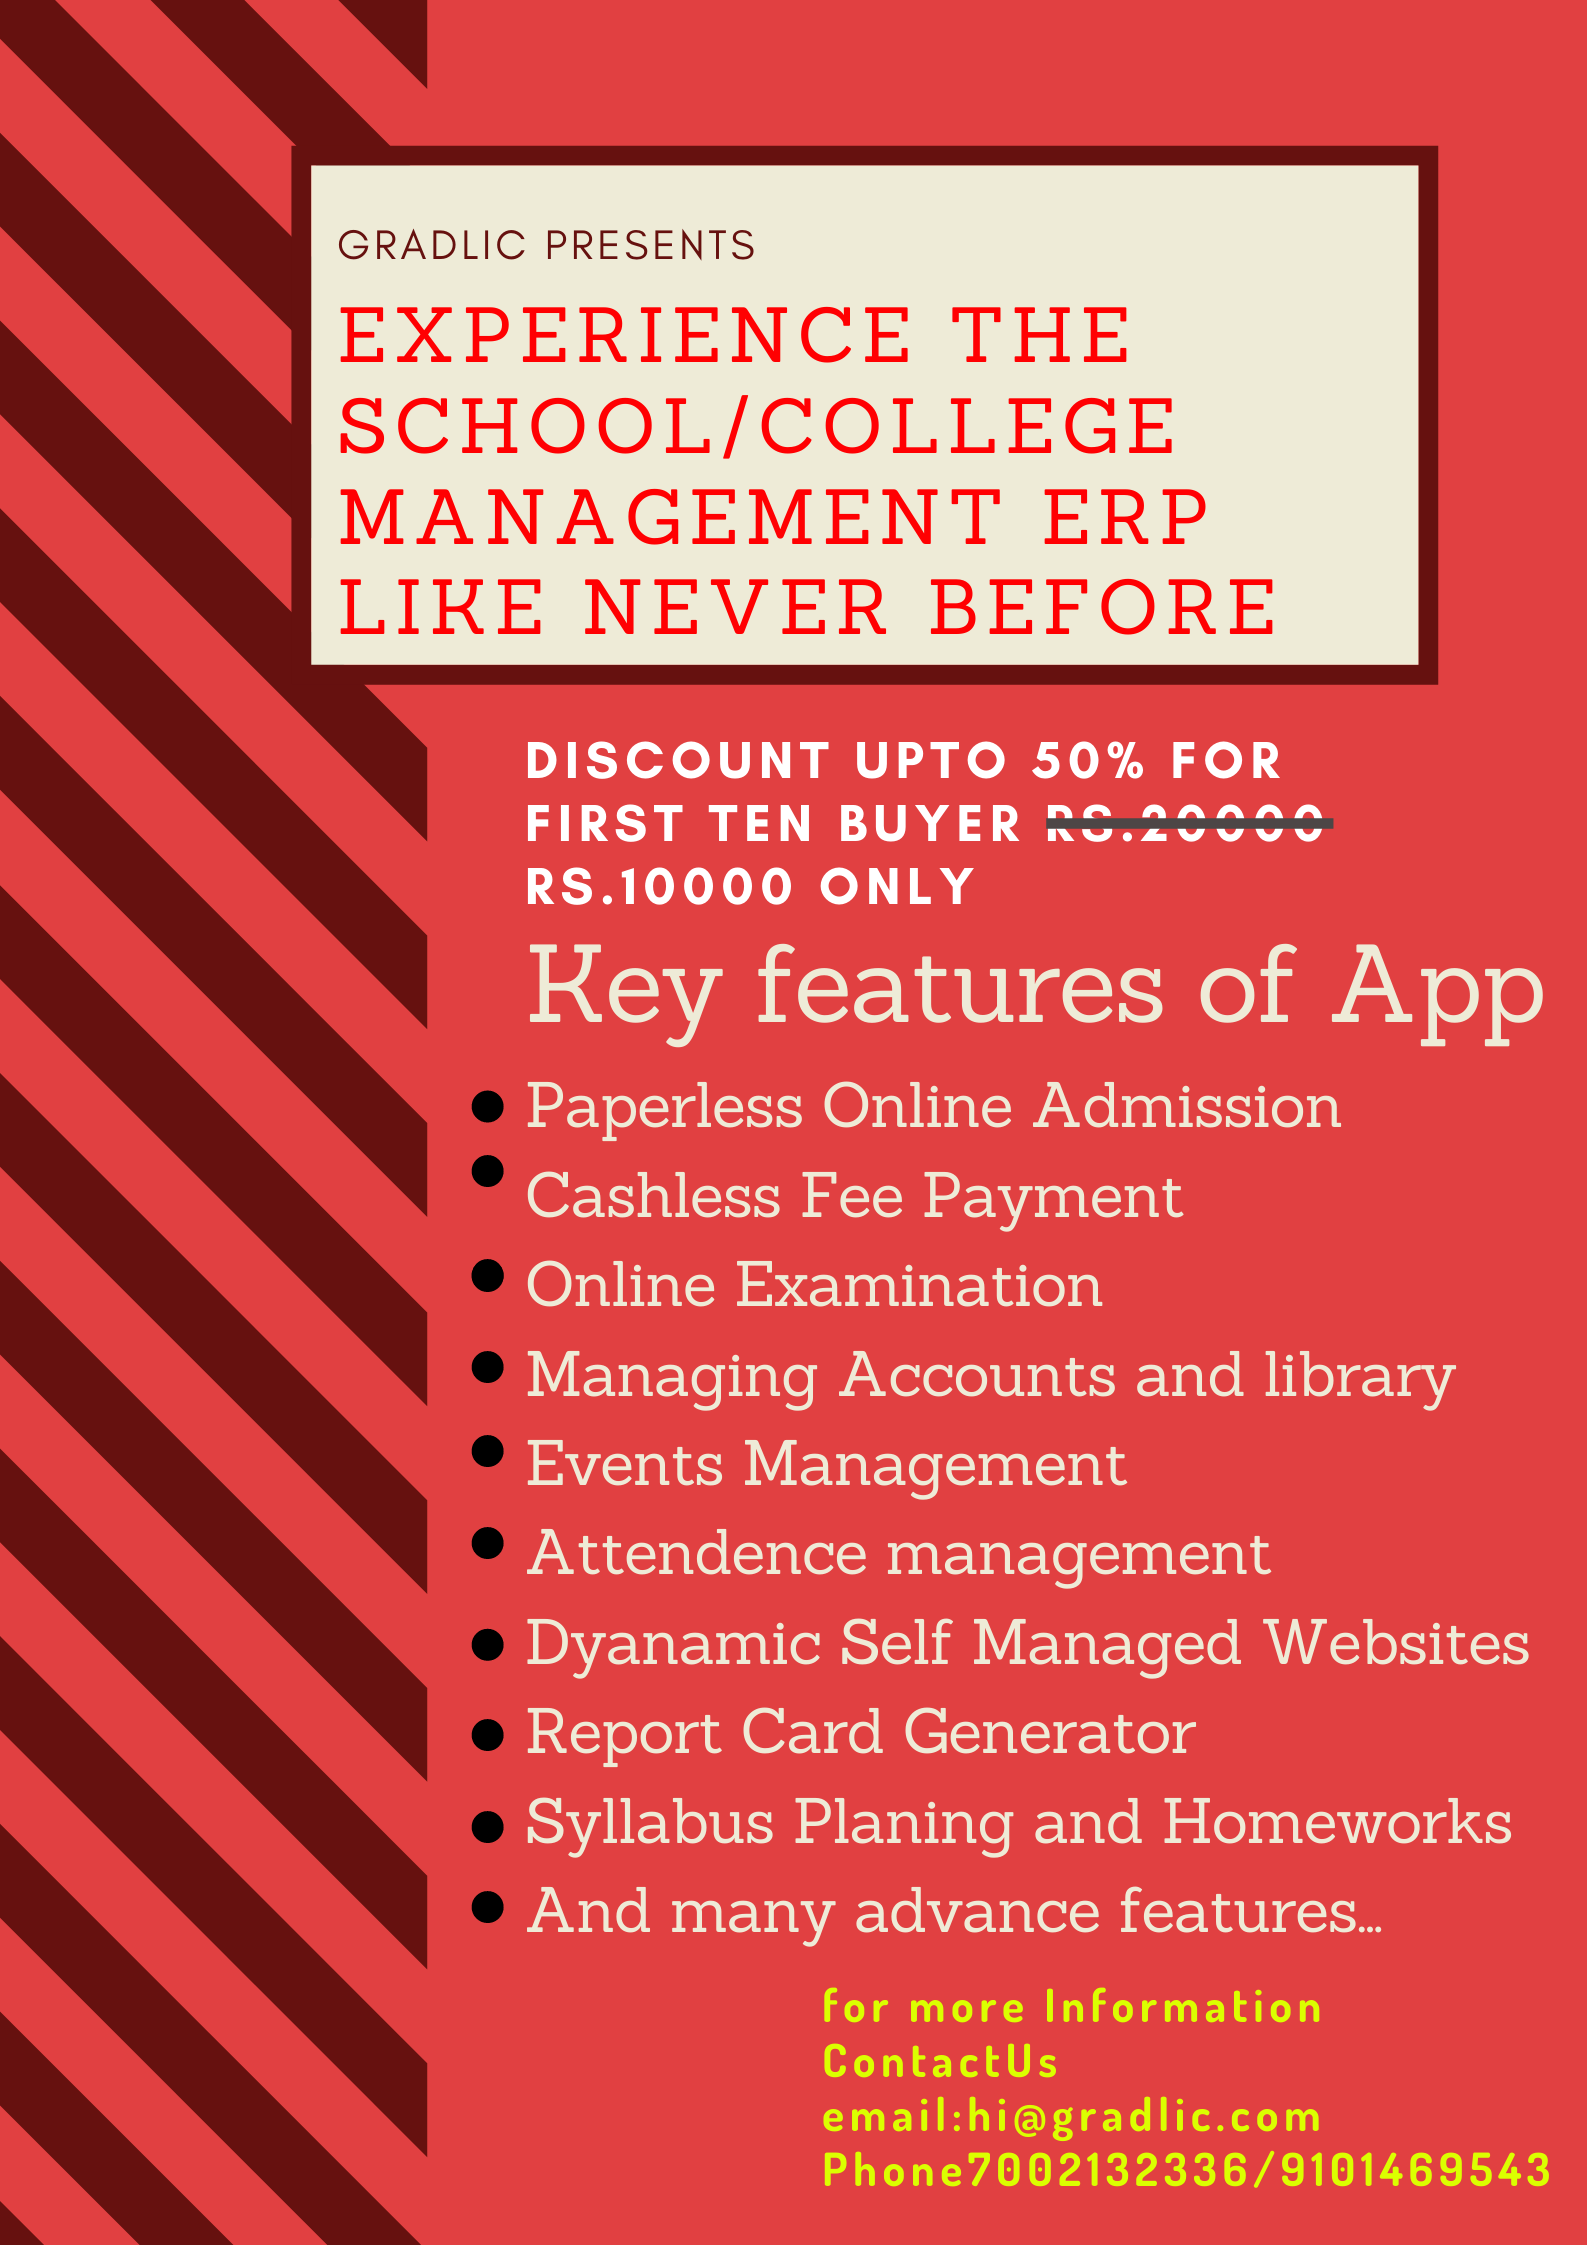 GRADLIC PRESENTS
EXPERIENCE THE
SCHOOL/COLLEGE
MANAGEMENT ERP
LIKE NEVER BEFORE
DISCOUNT UPTO 50% FOR
FIRST TEN BUYER RS.20000
RS.10000 ONLY
Key features of App
Paperless Online Admission
Cashless Fee Payment
Online Examination
Managing Accounts and library
Events Management
Attendence management
Dyanamic Self Managed Websites
Report Card Generator
Syllabus Planing and Homeworks
And many advance features...
for more Information
ContactUs
email:hi@gradlic.com
Phone7002132336/9101469543